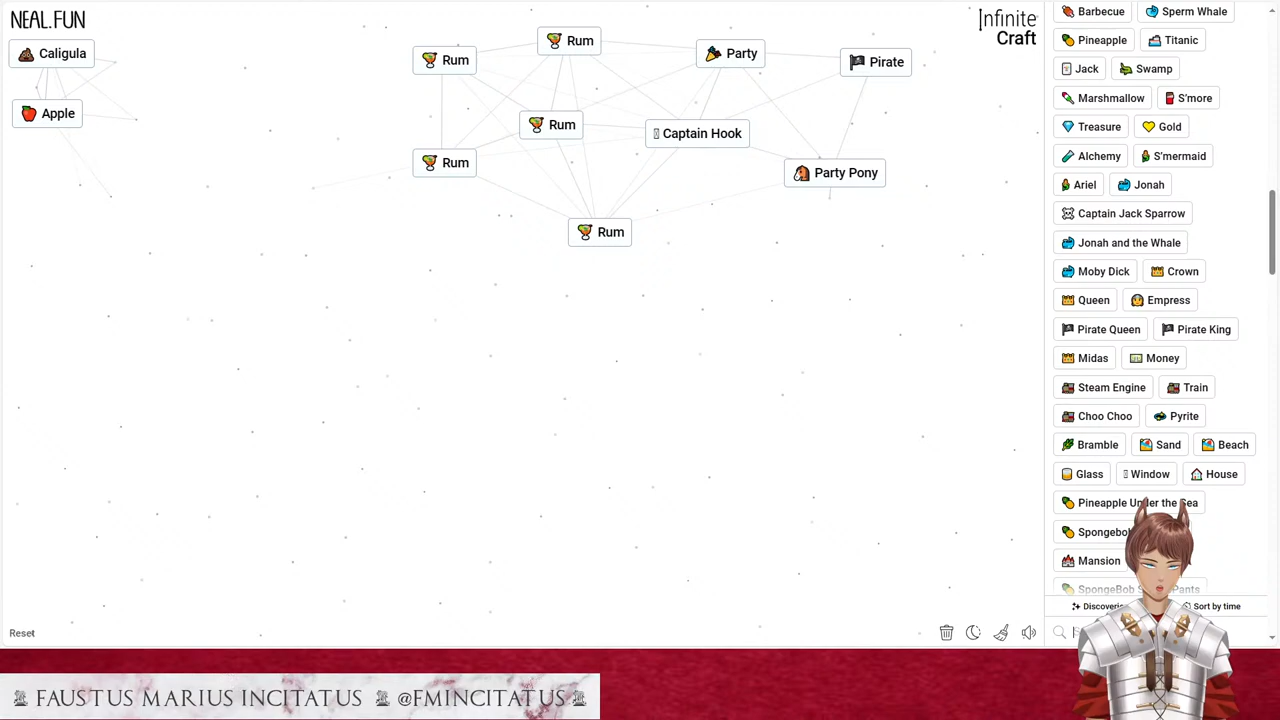 NEAL.FUN
Infinite
Craft
Caligula
Apple
Rum
Rum
Party
Pirate
Rum
Captain Hook
Rum
Party Pony
Rum
Barbecue Sperm Whale
Pineapple Titanic
Jack Swamp
Marshmallow S'more
Treasure Gold
Alchemy S'mermaid
Ariel Jonah
Captain Jack Sparrow
Jonah and the Whale
Moby Dick Crown
Queen Empress
Pirate Queen Pirate King
Midas Money
Steam Engine Train
Choo Choo Pyrite
Bramble Sand Beach
Glass Window House
Pineapple Under the Sea
Mansion
Sort by time
Reset
FAUSTUS MARIUS INCITATUS @FMINCITATUS